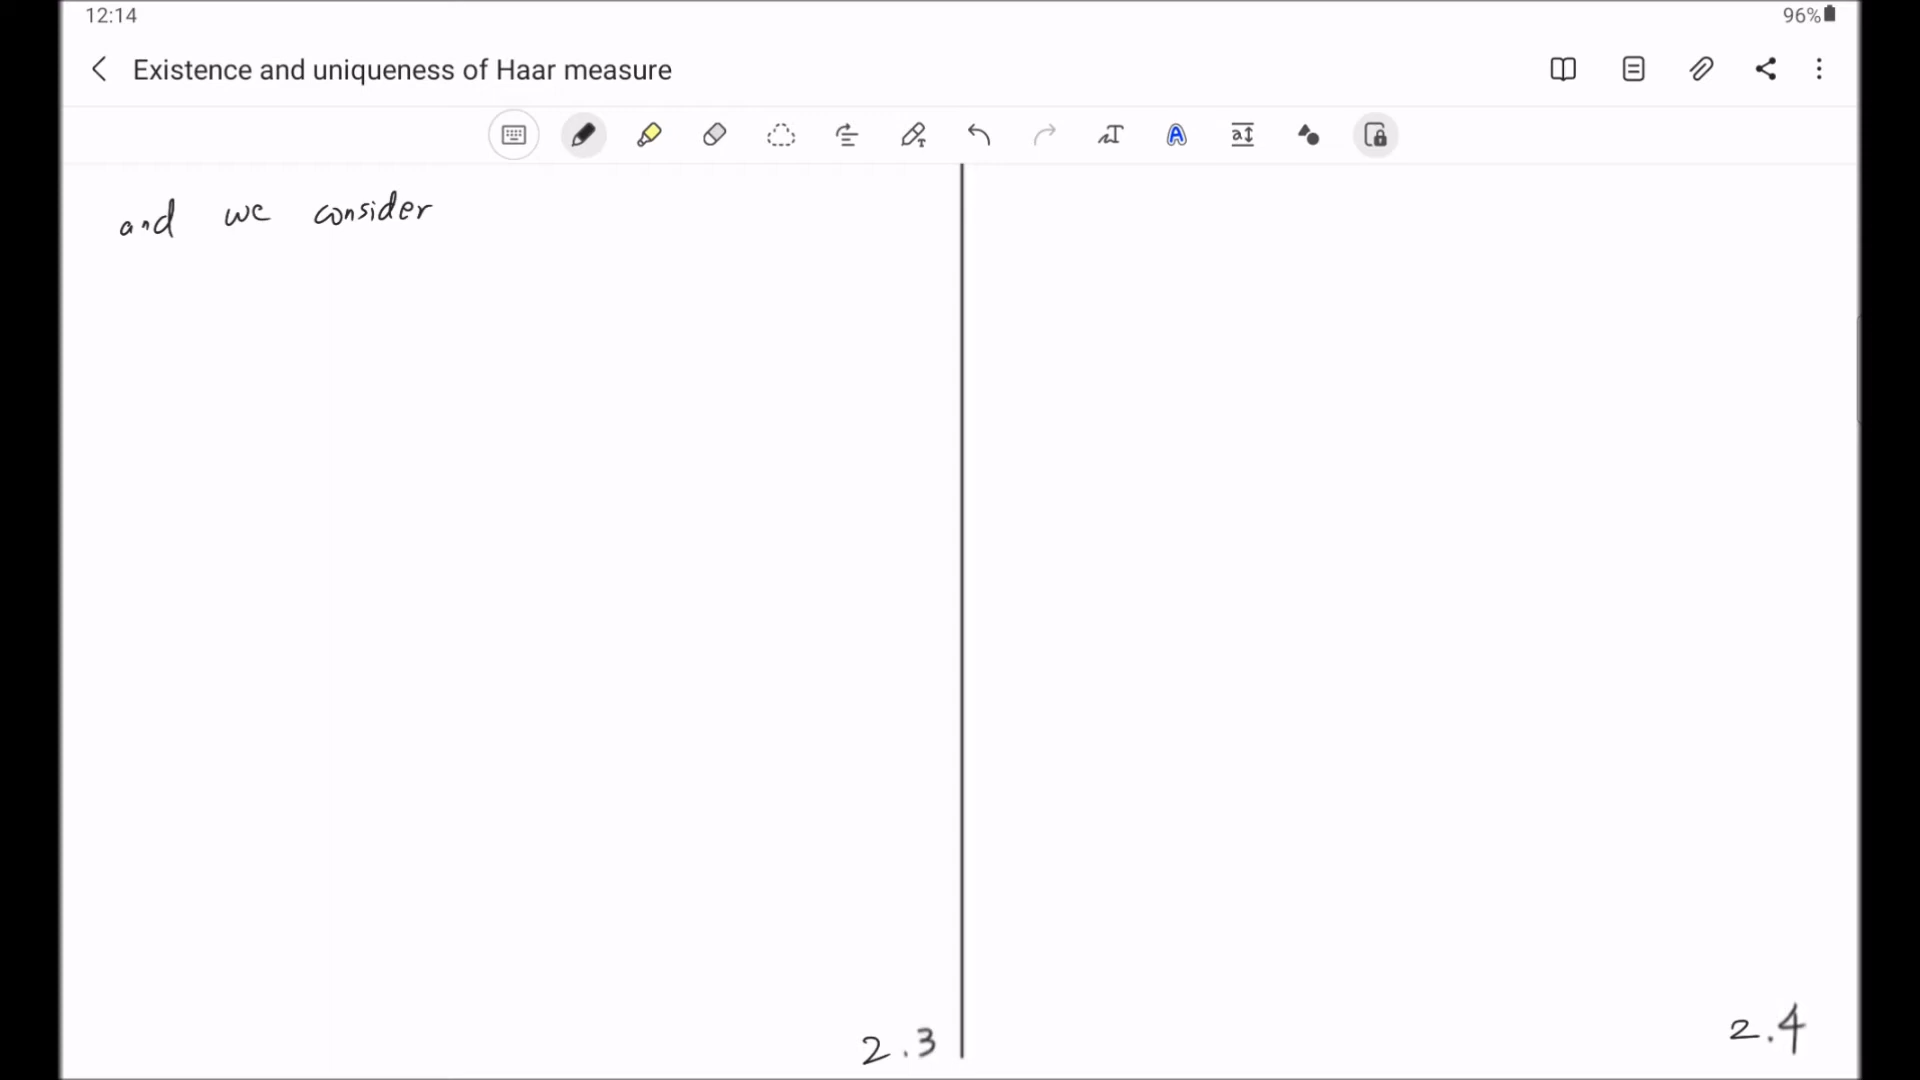 12:14
96%
Existence and uniqueness of Haar measure
and we consider
2.3
2.4